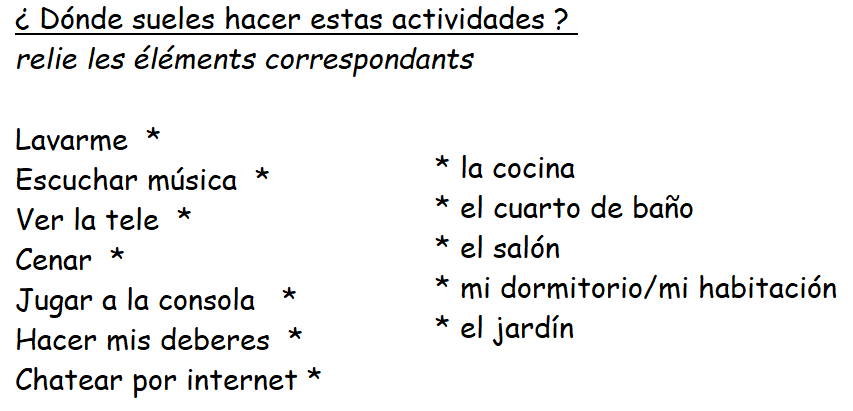 ¿ Dónde sueles hacer estas actividades ?
relie les éléments correspondants
Lavarme *
Escuchar música *
Ver la tele *
Cenar *
Jugar a la consola *
Hacer mis deberes *
Chatear por internet *
* la cocina
* el cuarto de baño
* el salón
* mi dormitorio/mi habitación
* el jardín